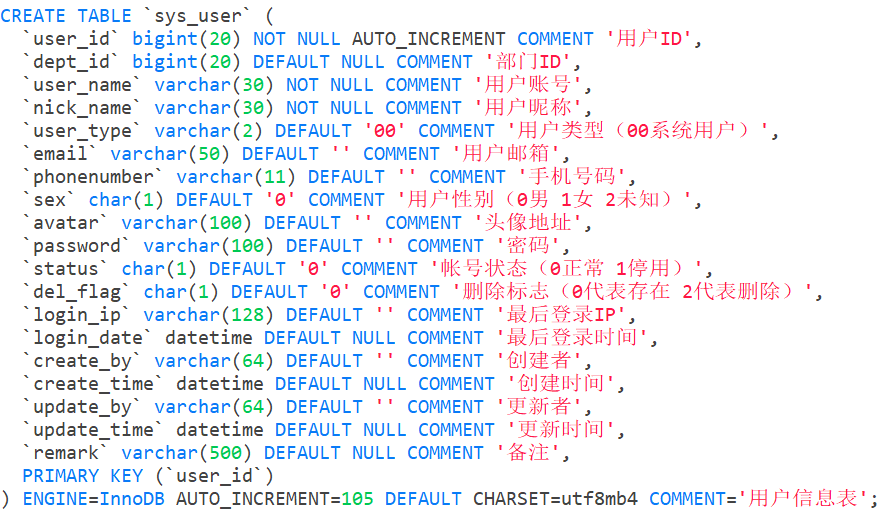 CREATE TABLE `sys_user` (
  `user_id` bigint(20) NOT NULL AUTO_INCREMENT COMMENT '用户ID',
  `dept_id` bigint(20) DEFAULT NULL COMMENT '部门ID',
  `user_name` varchar(30) NOT NULL COMMENT '用户账号',
  `nick_name` varchar(30) NOT NULL COMMENT '用户昵称',
  `user_type` varchar(2) DEFAULT '00' COMMENT '用户类型（00系统用户）',
  `email` varchar(50) DEFAULT '' COMMENT '用户邮箱',
  `phonenumber` varchar(11) DEFAULT '' COMMENT '手机号码',
  `sex` char(1) DEFAULT '0' COMMENT '用户性别（0男 1女 2未知）',
  `avatar` varchar(100) DEFAULT '' COMMENT '头像地址',
  `password` varchar(100) DEFAULT '' COMMENT '密码',
  `status` char(1) DEFAULT '0' COMMENT '帐号状态（0正常 1停用）',
  `del_flag` char(1) DEFAULT '0' COMMENT '删除标志（0代表存在 2代表删除）',
  `login_ip` varchar(128) DEFAULT '' COMMENT '最后登录IP',
  `login_date` datetime DEFAULT NULL COMMENT '最后登录时间',
  `create_by` varchar(64) DEFAULT '' COMMENT '创建者',
  `create_time` datetime DEFAULT NULL COMMENT '创建时间',
  `update_by` varchar(64) DEFAULT '' COMMENT '更新者',
  `update_time` datetime DEFAULT NULL COMMENT '更新时间',
  `remark` varchar(500) DEFAULT NULL COMMENT '备注',
  PRIMARY KEY (`user_id`)
) ENGINE=InnoDB AUTO_INCREMENT=105 DEFAULT CHARSET=utf8mb4 COMMENT='用户信息表';